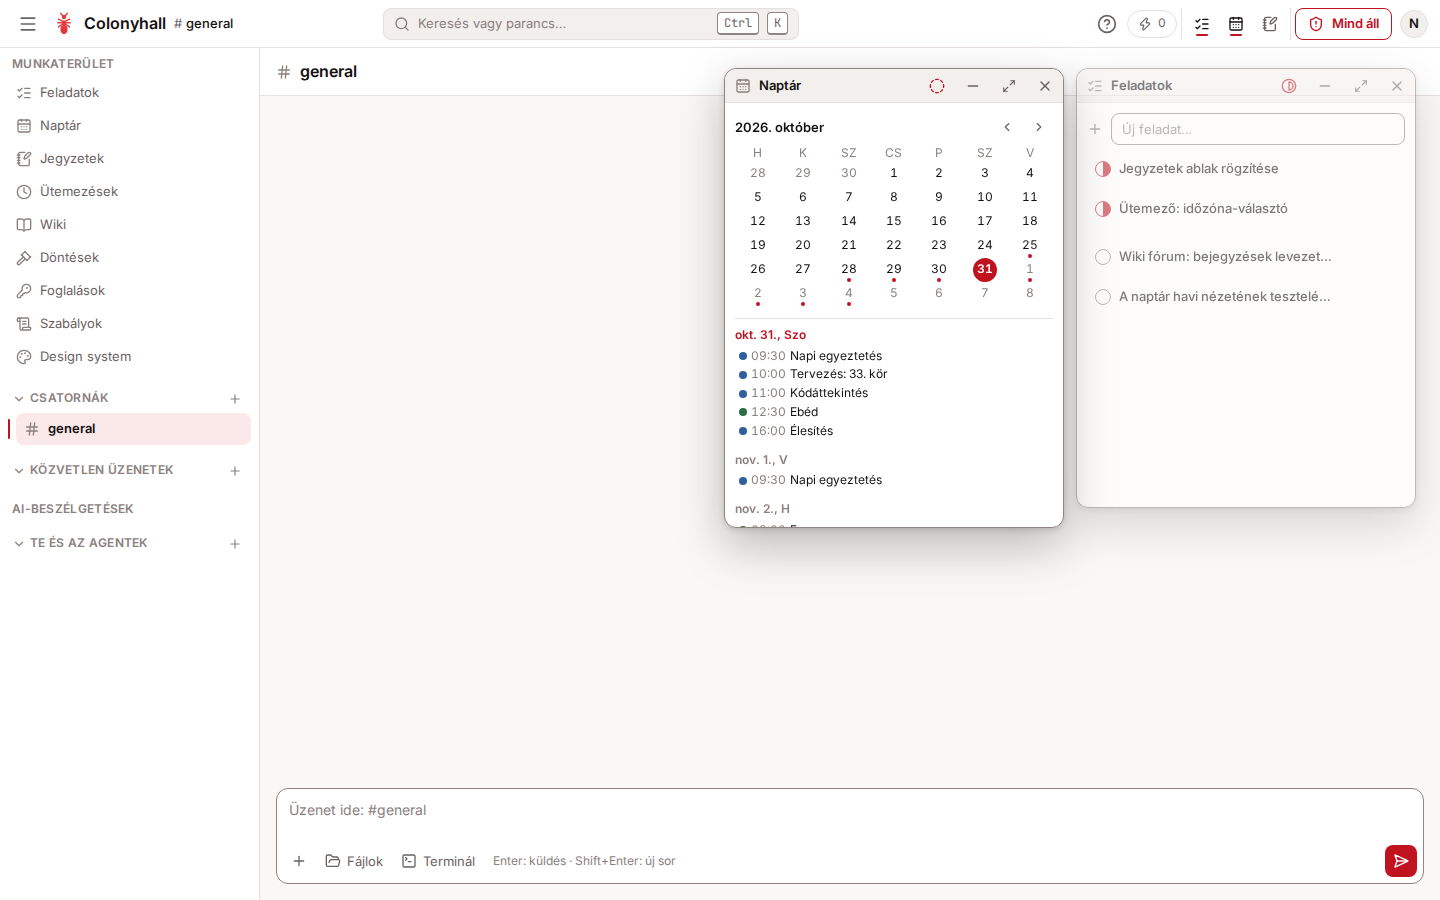 Colonyhall # general
Keresés vagy parancs... Ctrl K
0
Mind áll
N
MUNKATERÜLET
Feladatok
Naptár
Jegyzetek
Ütemezések
Wiki
Döntések
Foglalások
Szabályok
Design system
CSATORNÁK
general
KÖZVETLEN ÜZENETEK
AI-BESZÉLGETÉSEK
TE ÉS AZ AGENTEK
general
Naptár
2026. október
H K SZ CS P SZ V
28 29 30 1 2 3 4
5 6 7 8 9 10 11
12 13 14 15 16 17 18
19 20 21 22 23 24 25
26 27 28 29 30 31 1
2 3 4 5 6 7 8
okt. 31., Szo
09:30 Napi egyeztetés
10:00 Tervezés: 33. kör
11:00 Kódáttekintés
12:30 Ebéd
16:00 Élesítés
nov. 1., V
09:30 Napi egyeztetés
nov. 2., H
Feladatok
Új feladat...
Jegyzetek ablak rögzítése
Ütemező: időzóna-választó
Wiki fórum: bejegyzések levezet...
A naptár havi nézetének tesztelé...
Üzenet ide: #general
Fájlok
Terminál
Enter: küldés · Shift+Enter: új sor